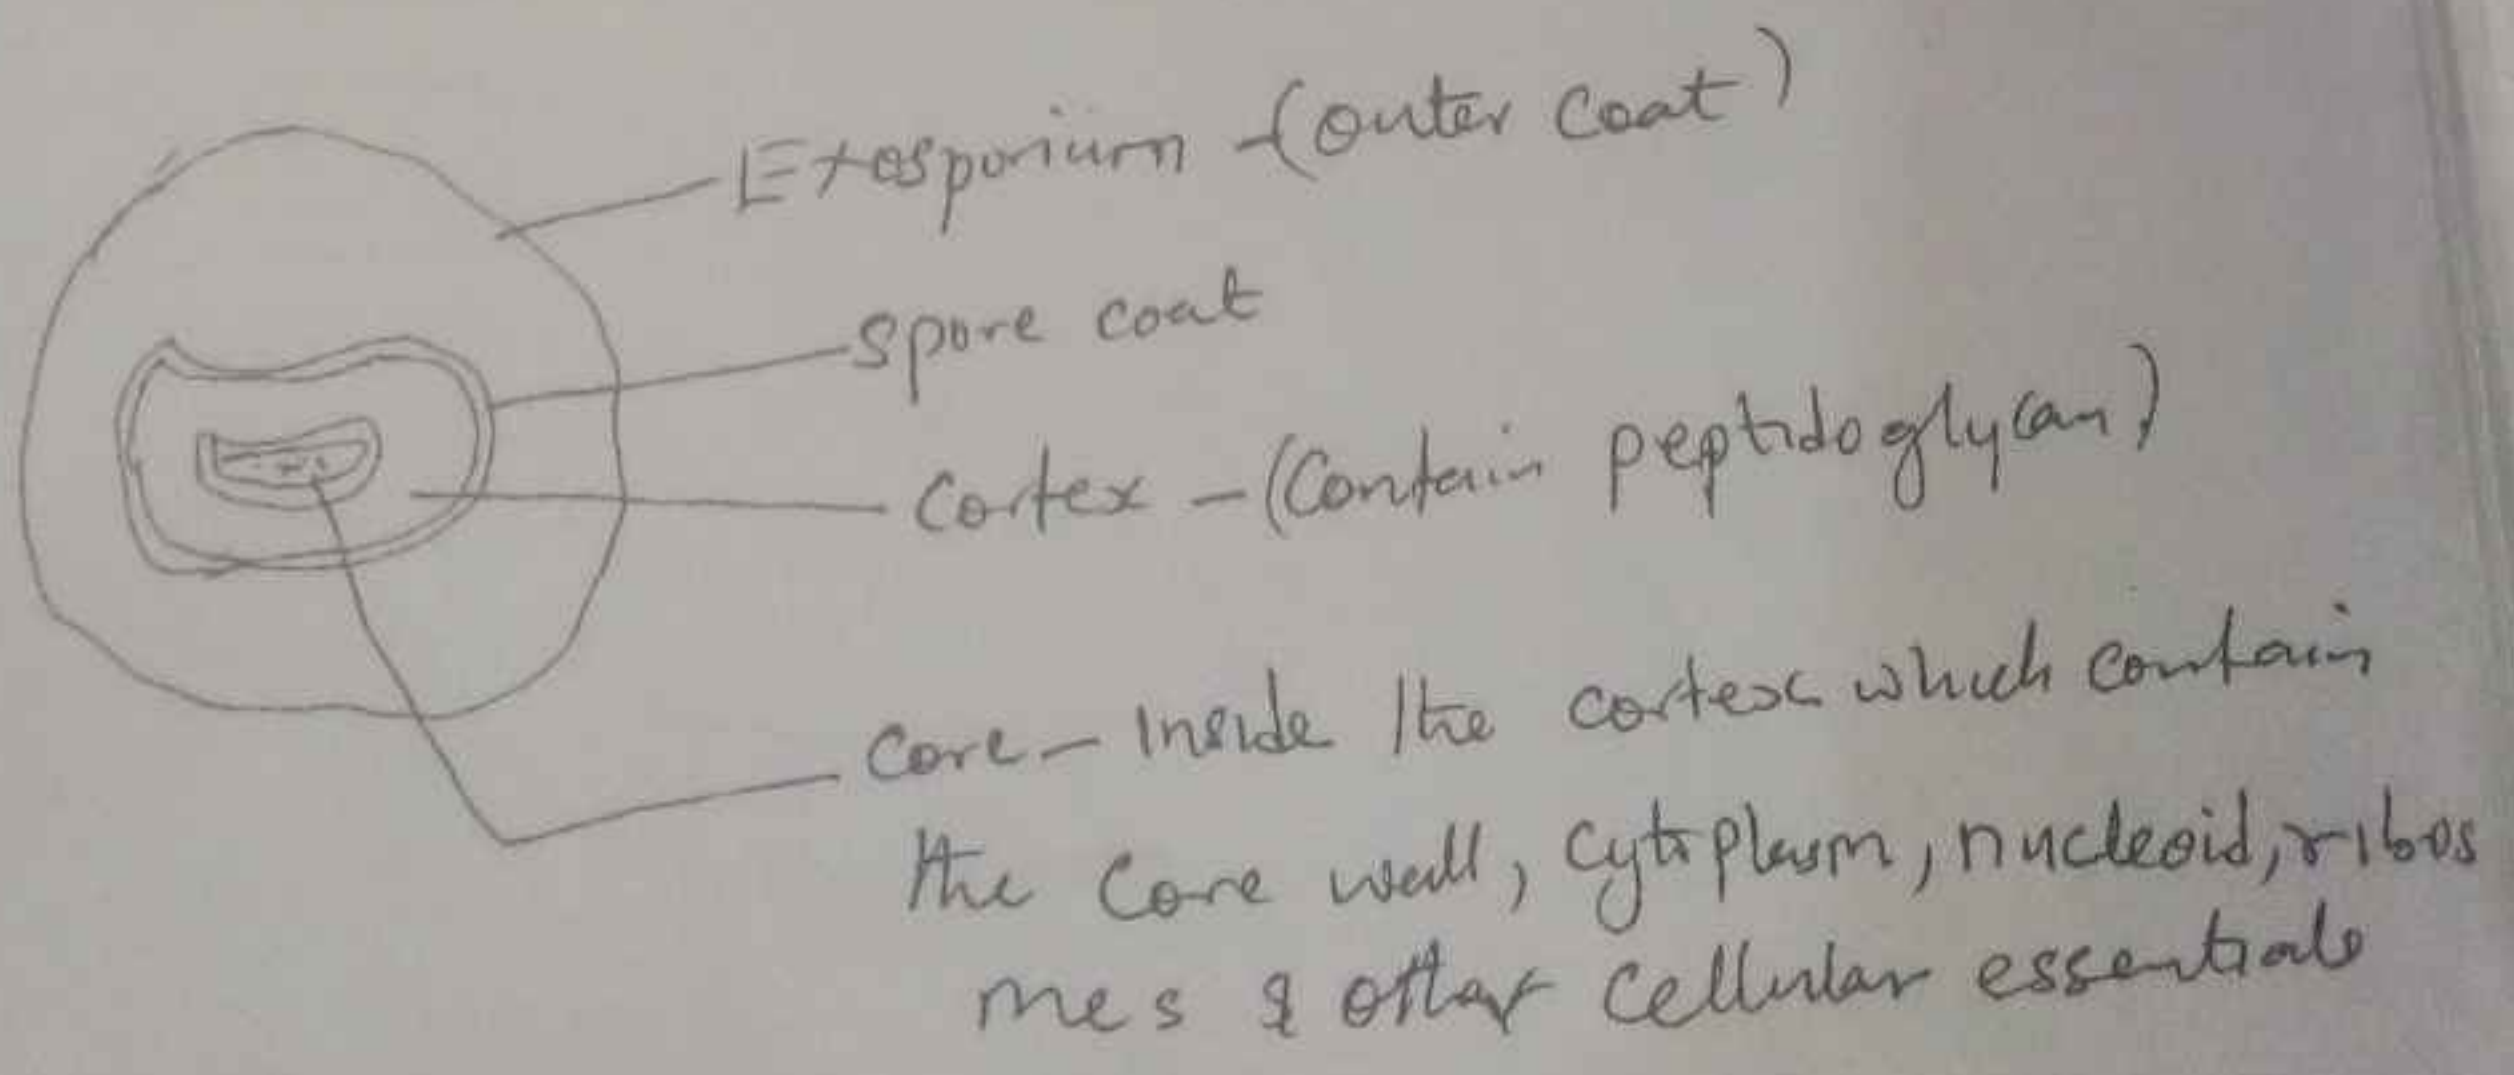 Exosporium - (outer coat)
Spore coat
Cortex - (Contain peptidoglycan)
Core - Inside the cortex which contain
the Core wall, Cytoplasm, nucleoid, ribos
mes & other Cellular essentials